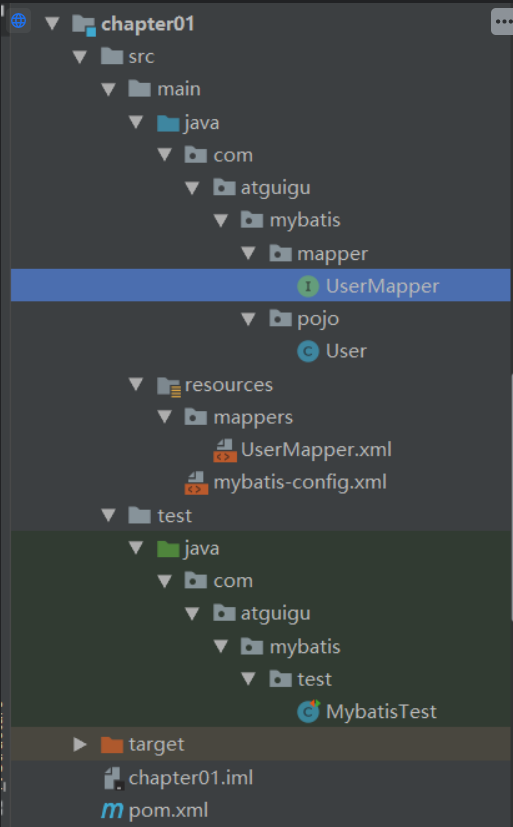 chapter01
src
main
java
com
atguigu
mybatis
mapper
I UserMapper
pojo
C User
resources
mappers
UserMapper.xml
mybatis-config.xml
test
java
com
atguigu
mybatis
test
C MybatisTest
target
chapter01.iml
m pom.xml